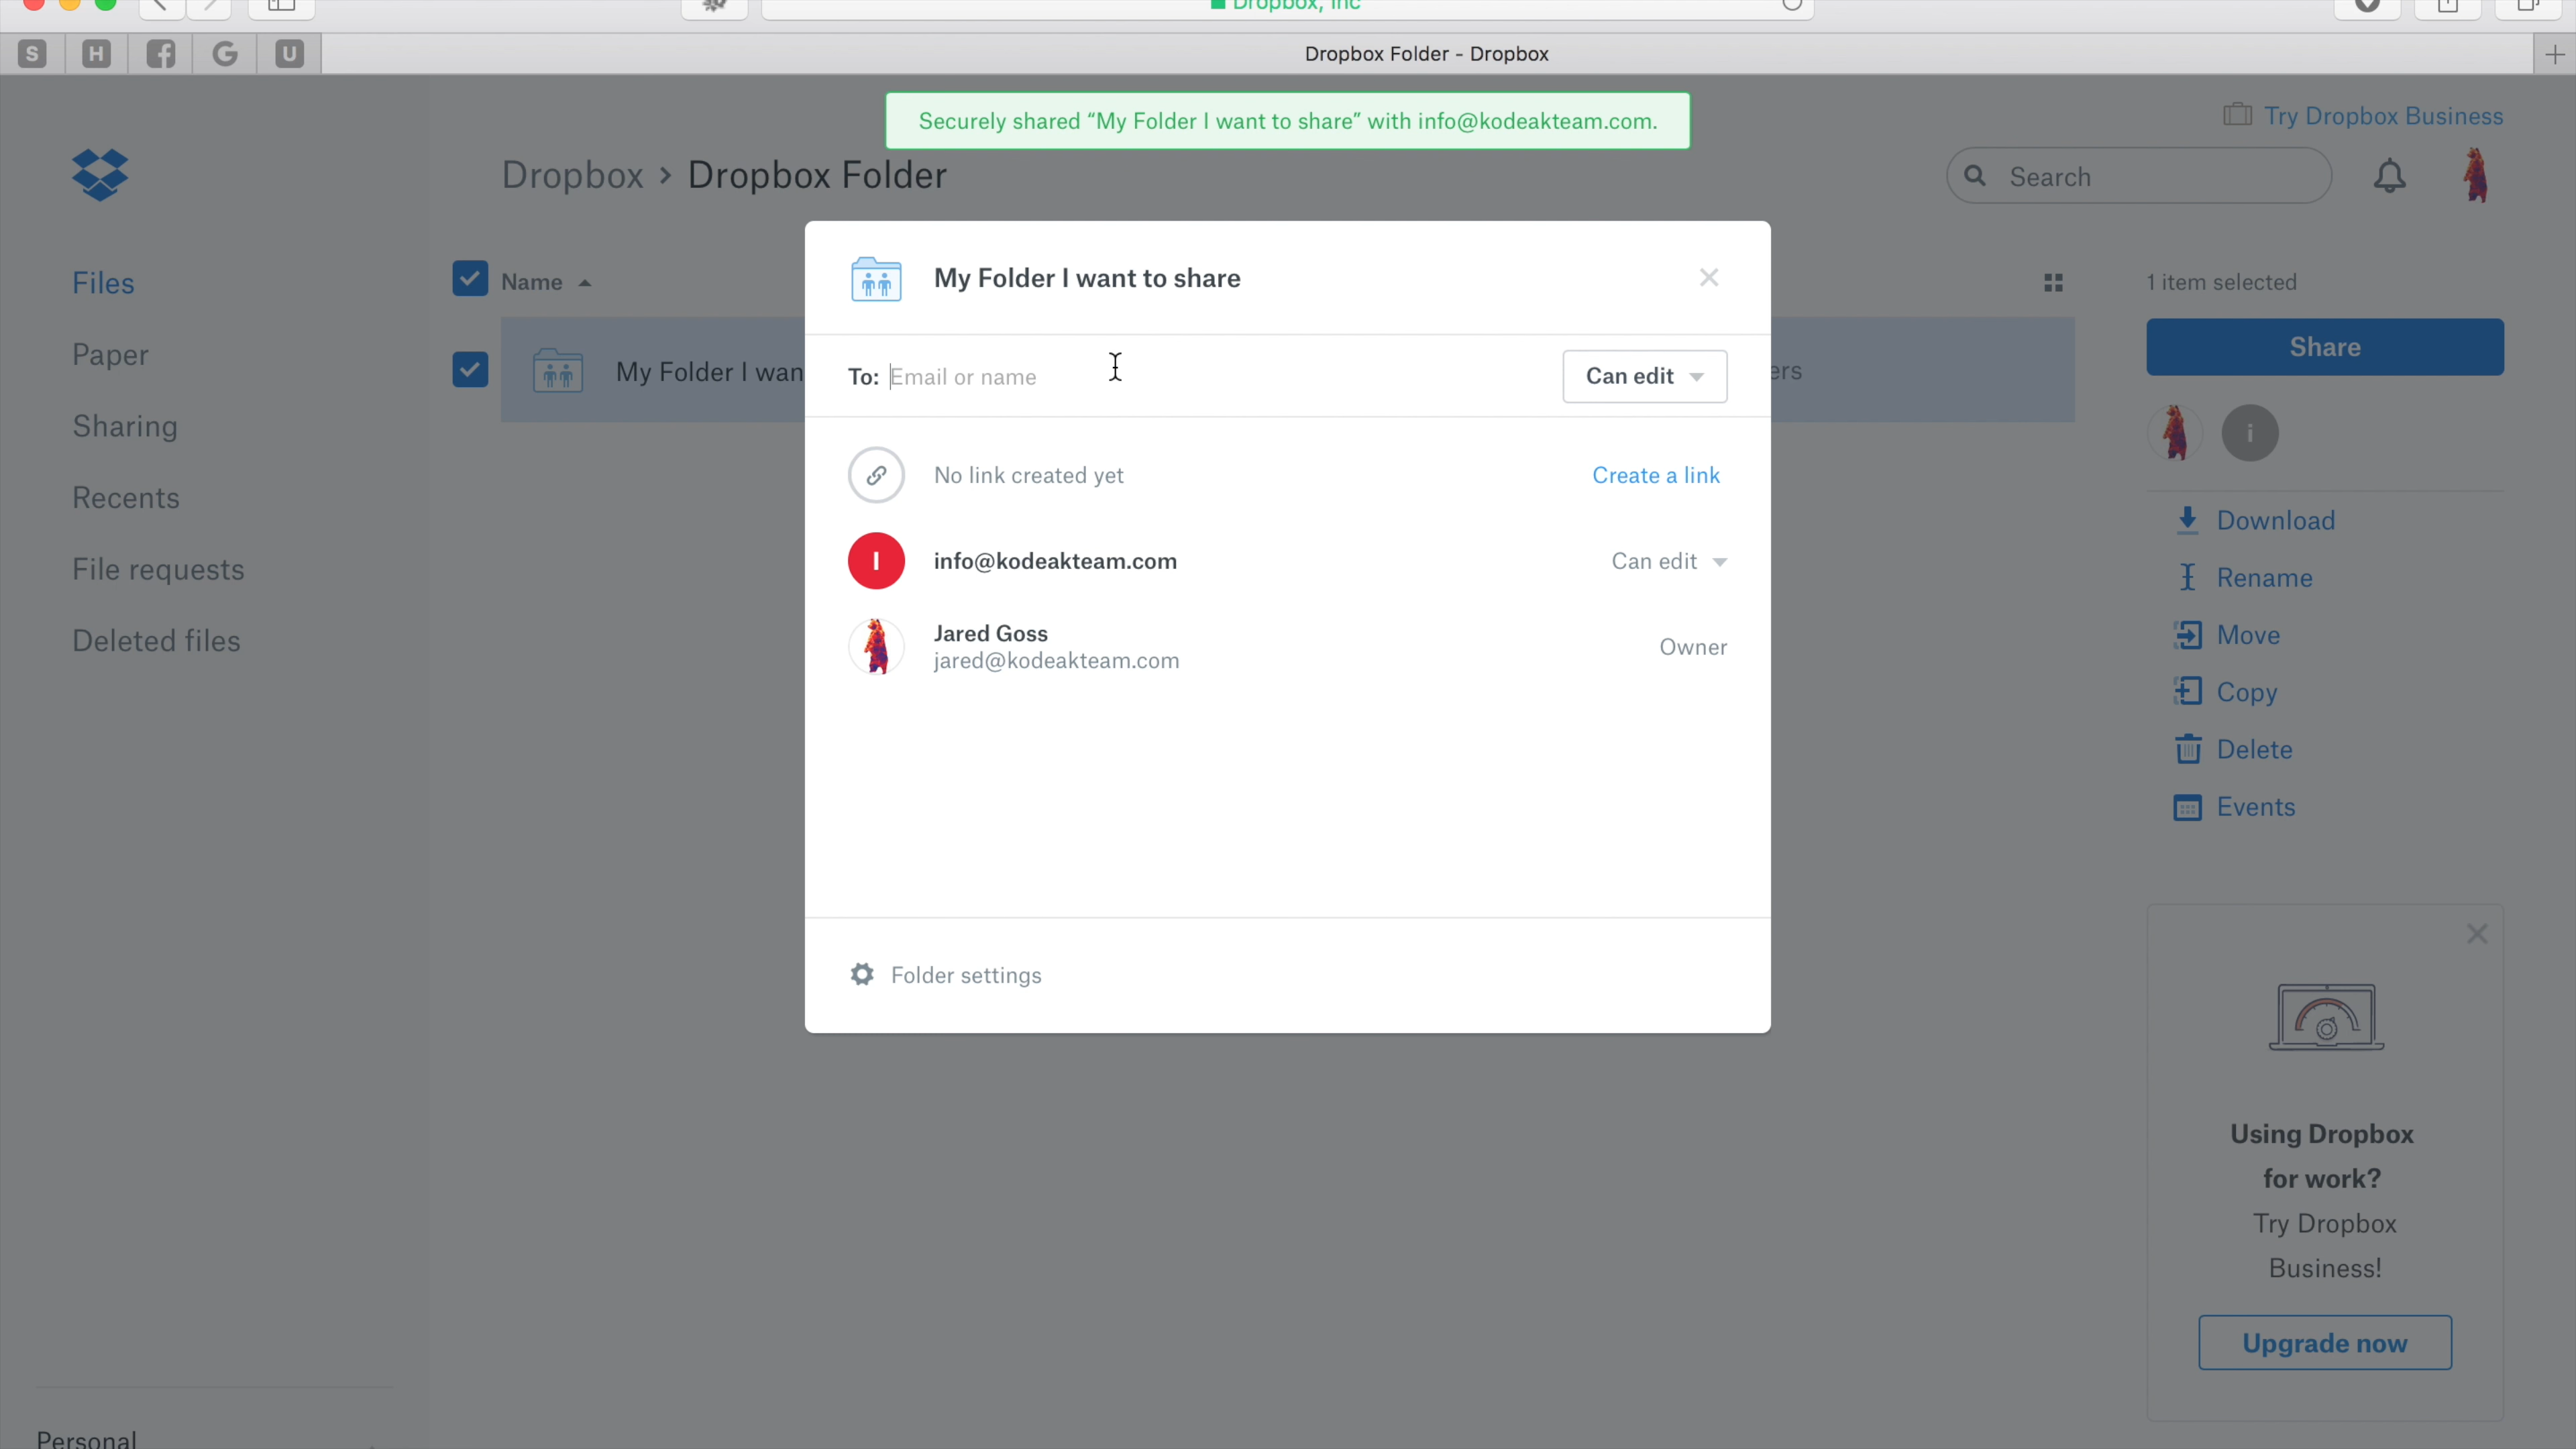 Dropbox, Inc
S H f G U
Dropbox Folder - Dropbox
Securely shared “My Folder I want to share” with info@kodeakteam.com.
Try Dropbox Business
Dropbox › Dropbox Folder
Search
Files
Paper
Sharing
Recents
File requests
Deleted files
Personal
Name
My Folder I wan
My Folder I want to share
To: Email or name
Can edit
No link created yet
Create a link
I
info@kodeakteam.com
Can edit
Jared Goss
jared@kodeakteam.com
Owner
Folder settings
1 item selected
Share
i
Download
Rename
Move
Copy
Delete
Events
Using Dropbox
for work?
Try Dropbox
Business!
Upgrade now